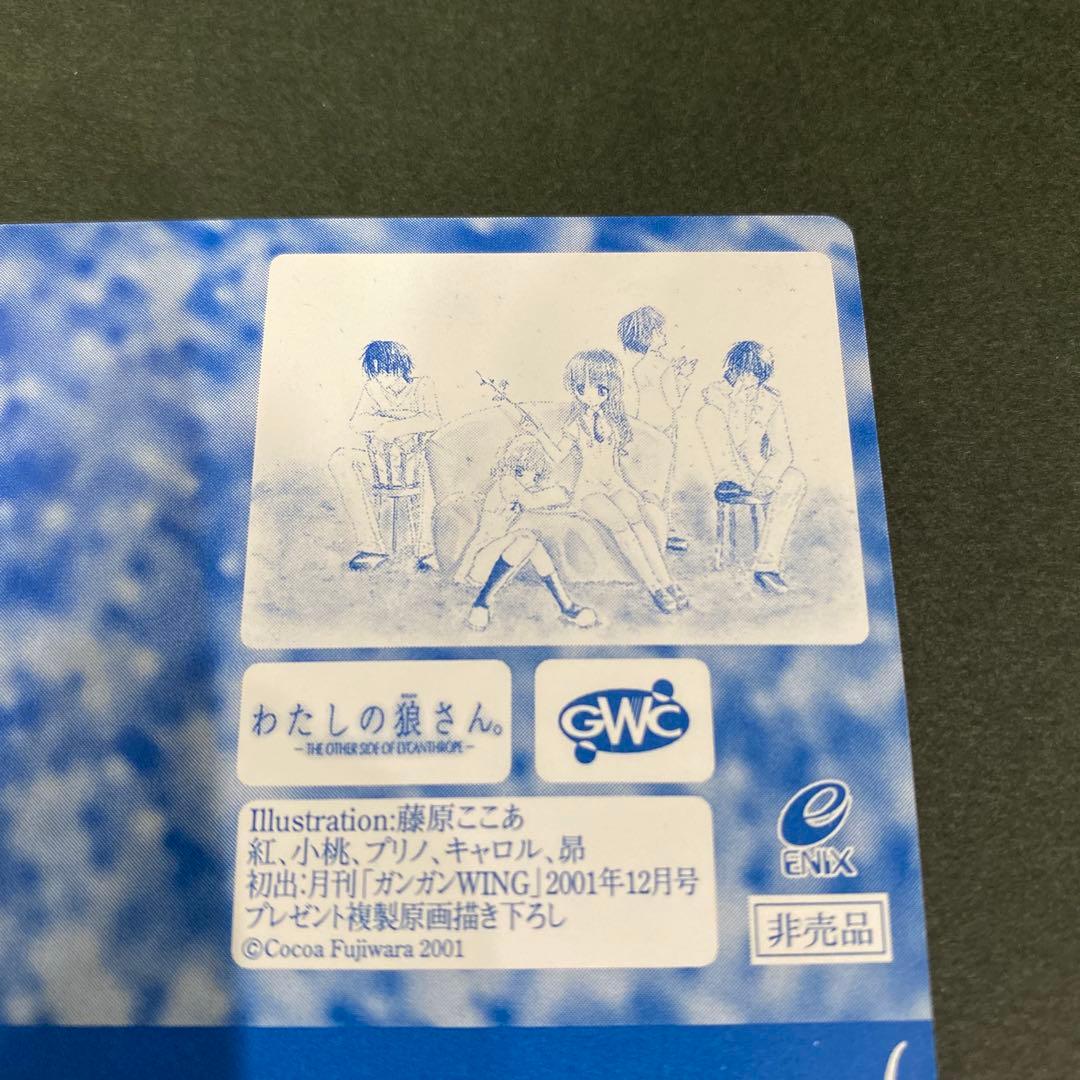 わたしの狼さん。
-THE OTHER SIDE OF LYCANTHROPE-
GWC
Illustration:藤原ここあ
紅、小桃、プリノ、キャロル、昴
初出:月刊「ガンガンWING」2001年12月号
プレゼント複製原画描き下ろし
©Cocoa Fujiwara 2001
ENIX
非売品